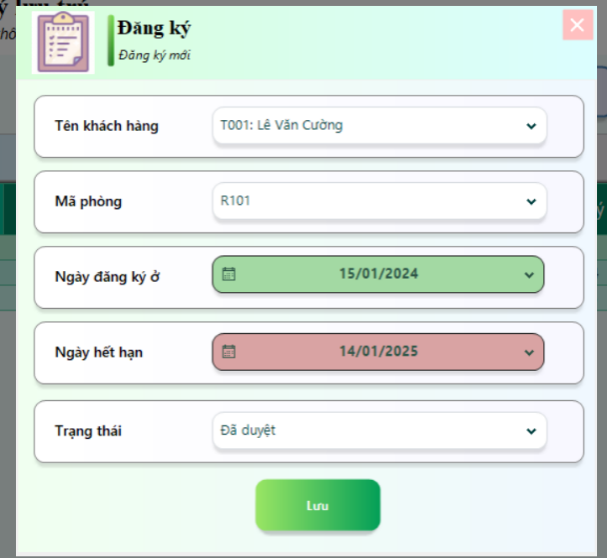 Đăng ký
Đăng ký mới
Tên khách hàng
T001: Lê Văn Cường
Mã phòng
R101
Ngày đăng ký ở
15/01/2024
Ngày hết hạn
14/01/2025
Trạng thái
Đã duyệt
Lưu